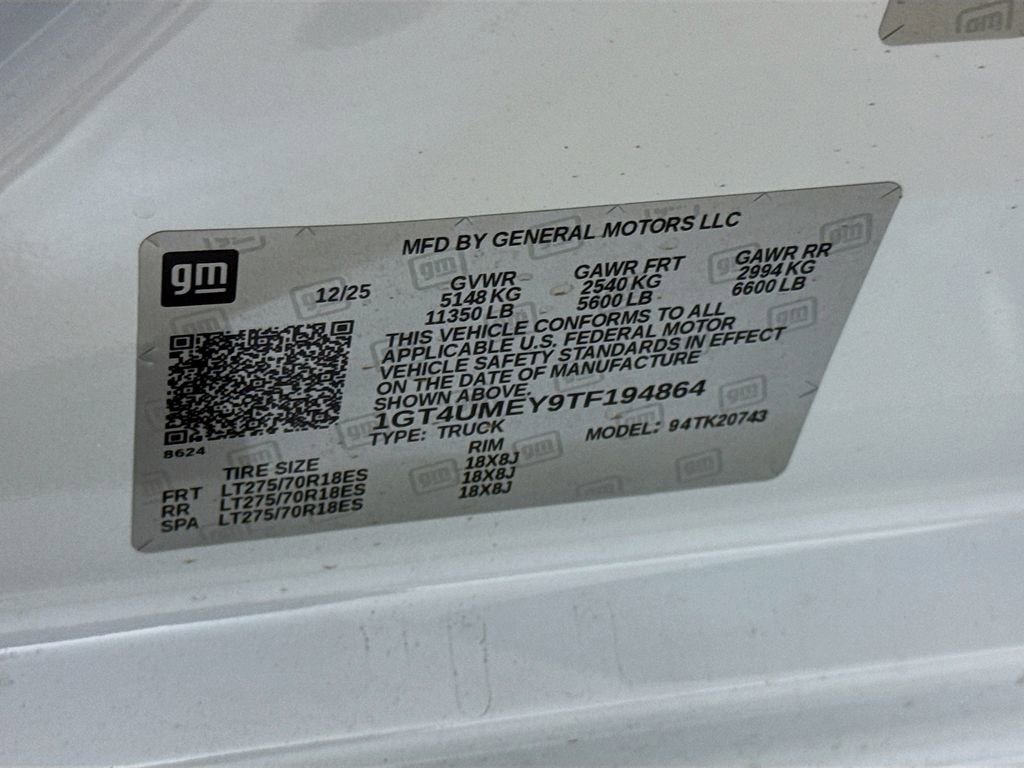 gm
MFD BY GENERAL MOTORS LLC
12/25
GVWR GAWR FRT GAWR RR
5148 KG 2540 KG 2994 KG
11350 LB 5600 LB 6600 LB
THIS VEHICLE CONFORMS TO ALL
APPLICABLE U.S. FEDERAL MOTOR
VEHICLE SAFETY STANDARDS IN EFFECT
ON THE DATE OF MANUFACTURE
SHOWN ABOVE.
1GT4UMEY9TF194864
TYPE: TRUCK MODEL: 94TK20743
8624
TIRE SIZE RIM
FRT LT275/70R18ES 18X8J
RR LT275/70R18ES 18X8J
SPA LT275/70R18ES 18X8J